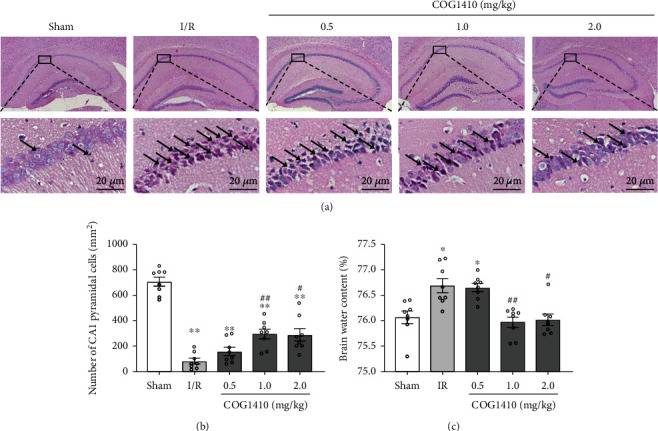 COG1410 (mg/kg)
Sham I/R 0.5 1.0 2.0
20 μm 20 μm 20 μm 20 μm 20 μm
(a)
Number of CA1 pyramidal cells (mm²)
1000
800
600
400
200
0
** ** ## ** # **
Sham I/R 0.5 1.0 2.0
COG1410 (mg/kg)
(b)
Brain water content (%)
77.5
77.0
76.5
76.0
75.5
75.0
* * ## #
Sham IR 0.5 1.0 2.0
COG1410 (mg/kg)
(c)